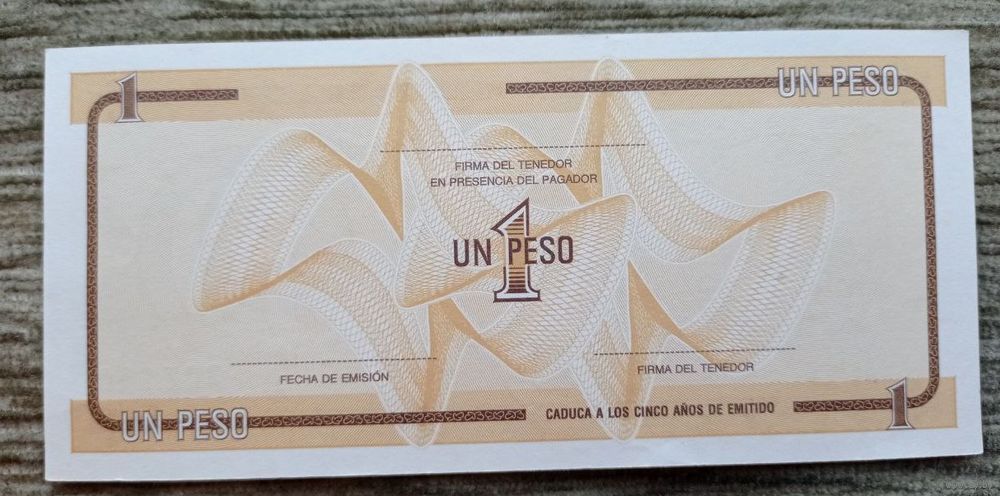 1
UN PESO
FIRMA DEL TENEDOR
EN PRESENCIA DEL PAGADOR
UN PESO
1
FECHA DE EMISIÓN
FIRMA DEL TENEDOR
UN PESO
CADUCA A LOS CINCO AÑOS DE EMITIDO
1